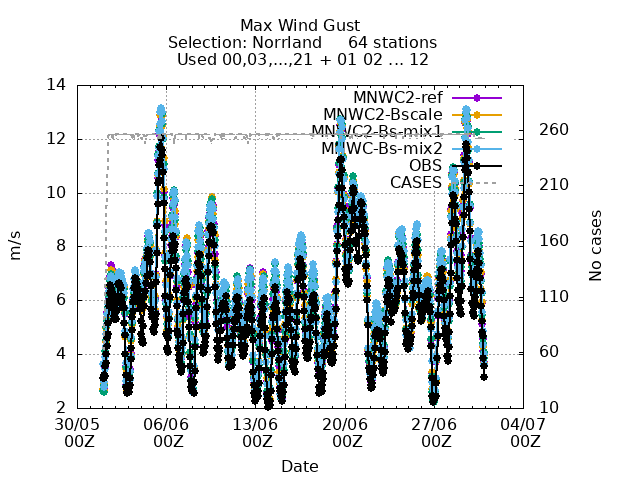 Max Wind Gust
Selection: Norrland 64 stations
Used 00,03,...,21 + 01 02 ... 12
MNWC2-ref
MNWC2-Bscale
MNWC2-Bs-mix1
MNWC-Bs-mix2
OBS
CASES
14
12
10
8
6
4
2
m/s
260
210
160
110
60
10
No cases
30/05 06/06 13/06 20/06 27/06 04/07
00Z 00Z 00Z 00Z 00Z 00Z
Date